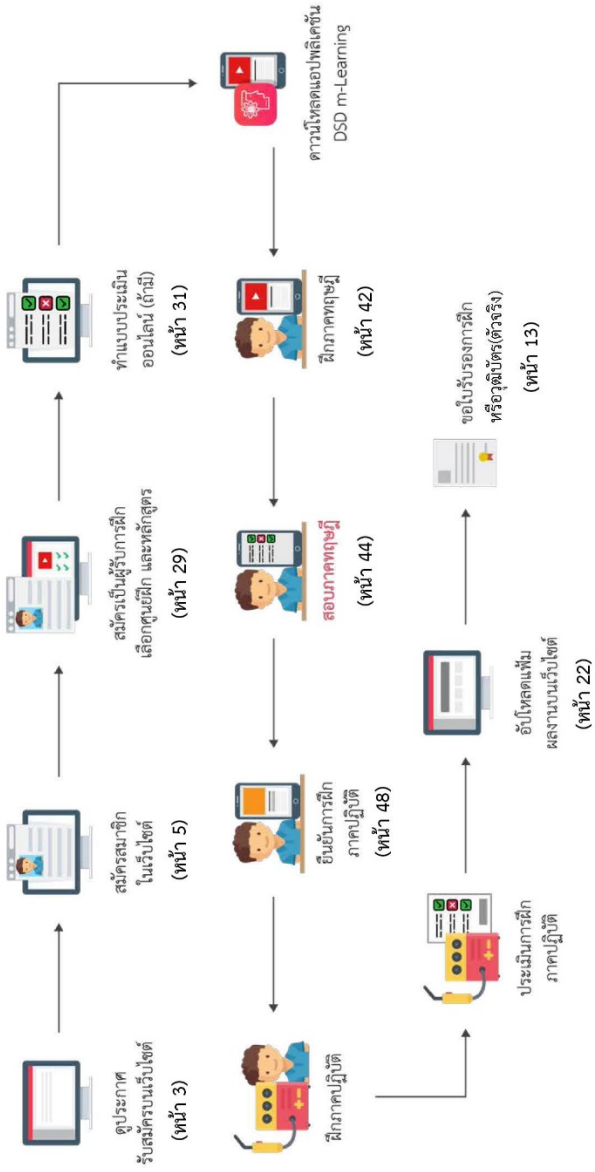 ดูประกาศ
รับสมัครบนเว็บไซต์
(หน้า 3)
สมัครสมาชิก
ในเว็บไซต์
(หน้า 5)
สมัครเป็นผู้รับการฝึก
เลือกศูนย์ฝึก และหลักสูตร
(หน้า 29)
ทำแบบประเมิน
ออนไลน์ (ถ้ามี)
(หน้า 31)
ดาวน์โหลดแอปพลิเคชัน
DSD m-Learning
ฝึกภาคทฤษฎี
(หน้า 42)
สอบภาคทฤษฎี
(หน้า 44)
ยืนยันการฝึก
ภาคปฏิบัติ
(หน้า 48)
ฝึกภาคปฏิบัติ
ประเมินการฝึก
ภาคปฏิบัติ
อัปโหลดแฟ้ม
ผลงานบนเว็บไซต์
(หน้า 22)
ขอใบรับรองการฝึก
หรือวุฒิบัตร(ตัวจริง)
(หน้า 13)